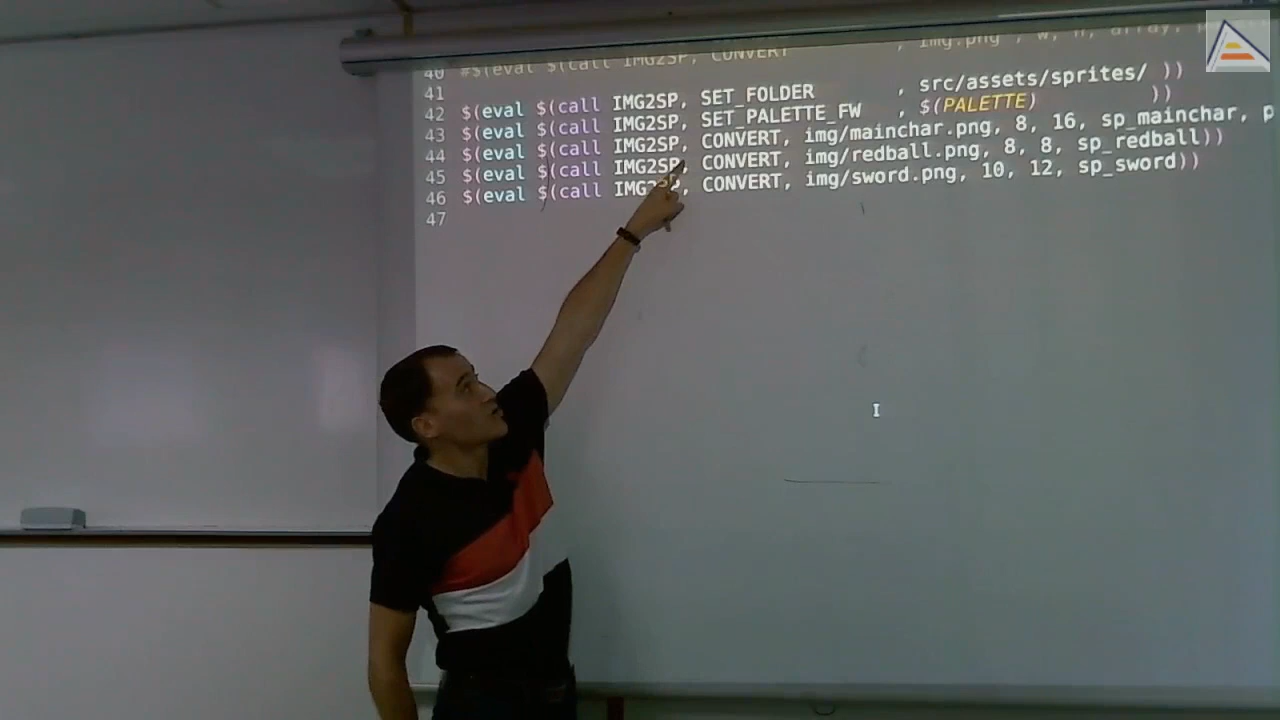 40 #$(eval $(call IMG2SP, CONVERT , img.png , w, h, array,
41
42 $(eval $(call IMG2SP, SET_FOLDER , src/assets/sprites/ ))
43 $(eval $(call IMG2SP, SET_PALETTE_FW , $(PALETTE) ))
44 $(eval $(call IMG2SP, CONVERT, img/mainchar.png, 8, 16, sp_mainchar, p
45 $(eval $(call IMG2SP, CONVERT, img/redball.png, 8, 8, sp_redball))
46 $(eval $(call IMG2SP, CONVERT, img/sword.png, 10, 12, sp_sword))
47